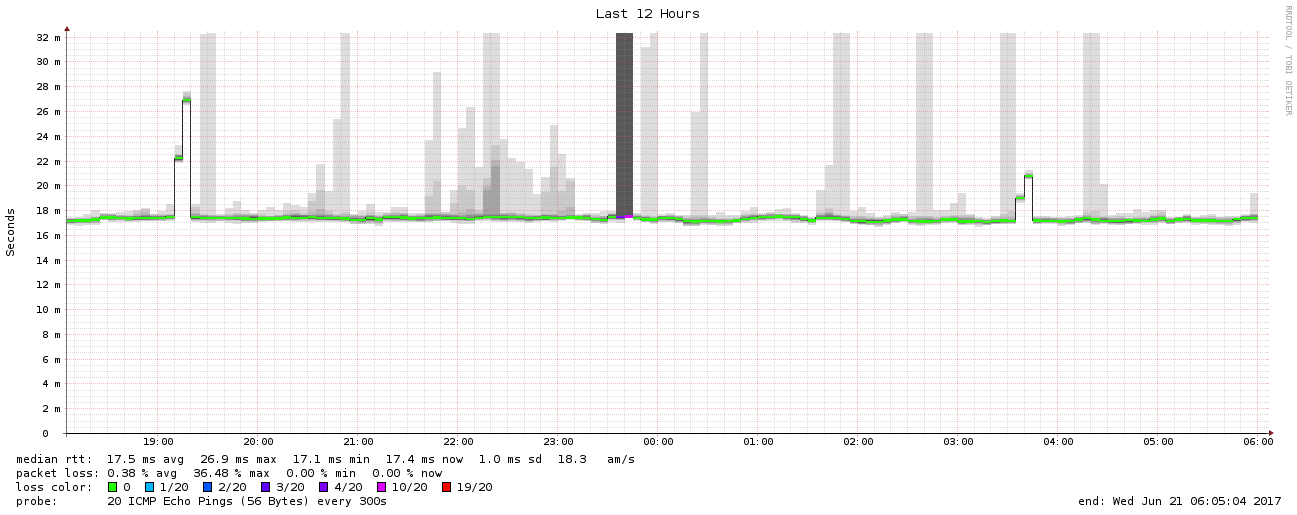 Last 12 Hours
RRDTOOL / TOBI OETIKER
Seconds
32 m
30 m
28 m
26 m
24 m
22 m
20 m
18 m
16 m
14 m
12 m
10 m
8 m
6 m
4 m
2 m
0
19:00 20:00 21:00 22:00 23:00 00:00 01:00 02:00 03:00 04:00 05:00 06:00
median rtt: 17.5 ms avg 26.9 ms max 17.1 ms min 17.4 ms now 1.0 ms sd 18.3 am/s
packet loss: 0.38 % avg 36.48 % max 0.00 % min 0.00 % now
loss color: 0 1/20 2/20 3/20 4/20 10/20 19/20
probe: 20 ICMP Echo Pings (56 Bytes) every 300s end: Wed Jun 21 06:05:04 2017